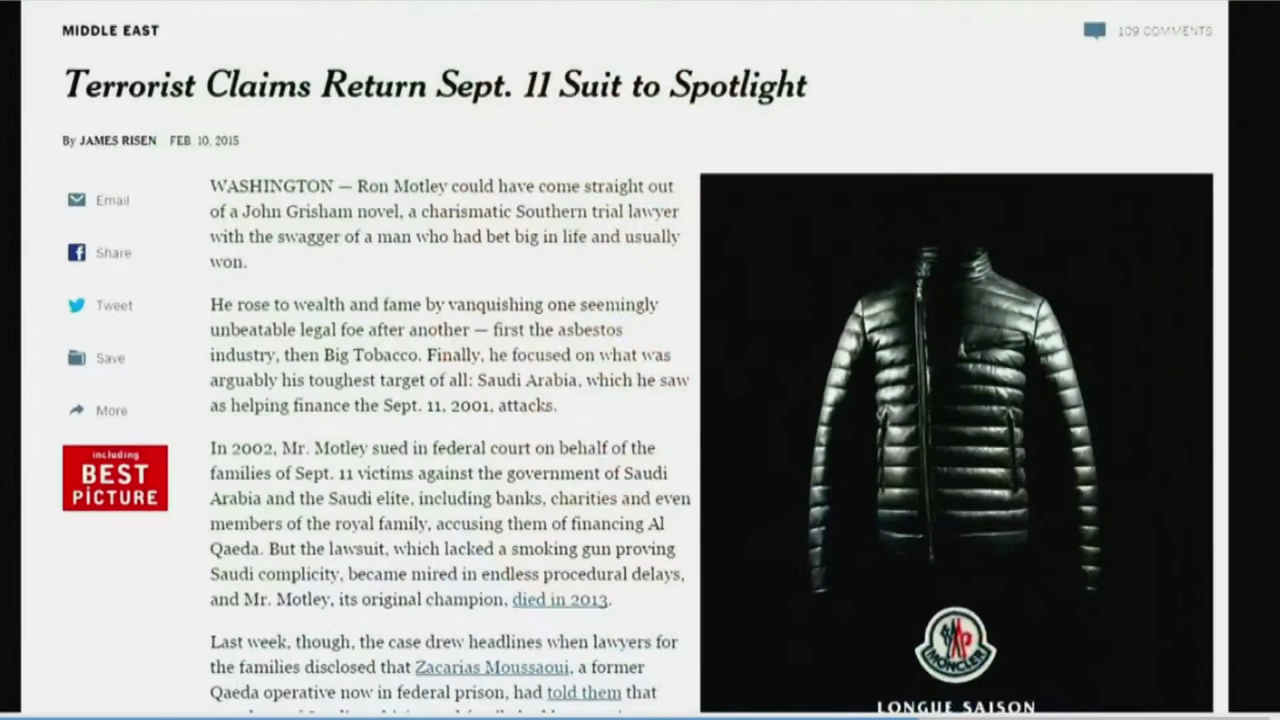 MIDDLE EAST
109 COMMENTS
Terrorist Claims Return Sept. 11 Suit to Spotlight
By JAMES RISEN FEB. 10, 2015
Email
Share
Tweet
Save
More
including
BEST
PİCTURE
WASHINGTON — Ron Motley could have come straight out
of a John Grisham novel, a charismatic Southern trial lawyer
with the swagger of a man who had bet big in life and usually
won.
He rose to wealth and fame by vanquishing one seemingly
unbeatable legal foe after another — first the asbestos
industry, then Big Tobacco. Finally, he focused on what was
arguably his toughest target of all: Saudi Arabia, which he saw
as helping finance the Sept. 11, 2001, attacks.
In 2002, Mr. Motley sued in federal court on behalf of the
families of Sept. 11 victims against the government of Saudi
Arabia and the Saudi elite, including banks, charities and even
members of the royal family, accusing them of financing Al
Qaeda. But the lawsuit, which lacked a smoking gun proving
Saudi complicity, became mired in endless procedural delays,
and Mr. Motley, its original champion, died in 2013.
Last week, though, the case drew headlines when lawyers for
the families disclosed that Zacarias Moussaoui, a former
Qaeda operative now in federal prison, had told them that
MONCLER
LONGUE SAISON